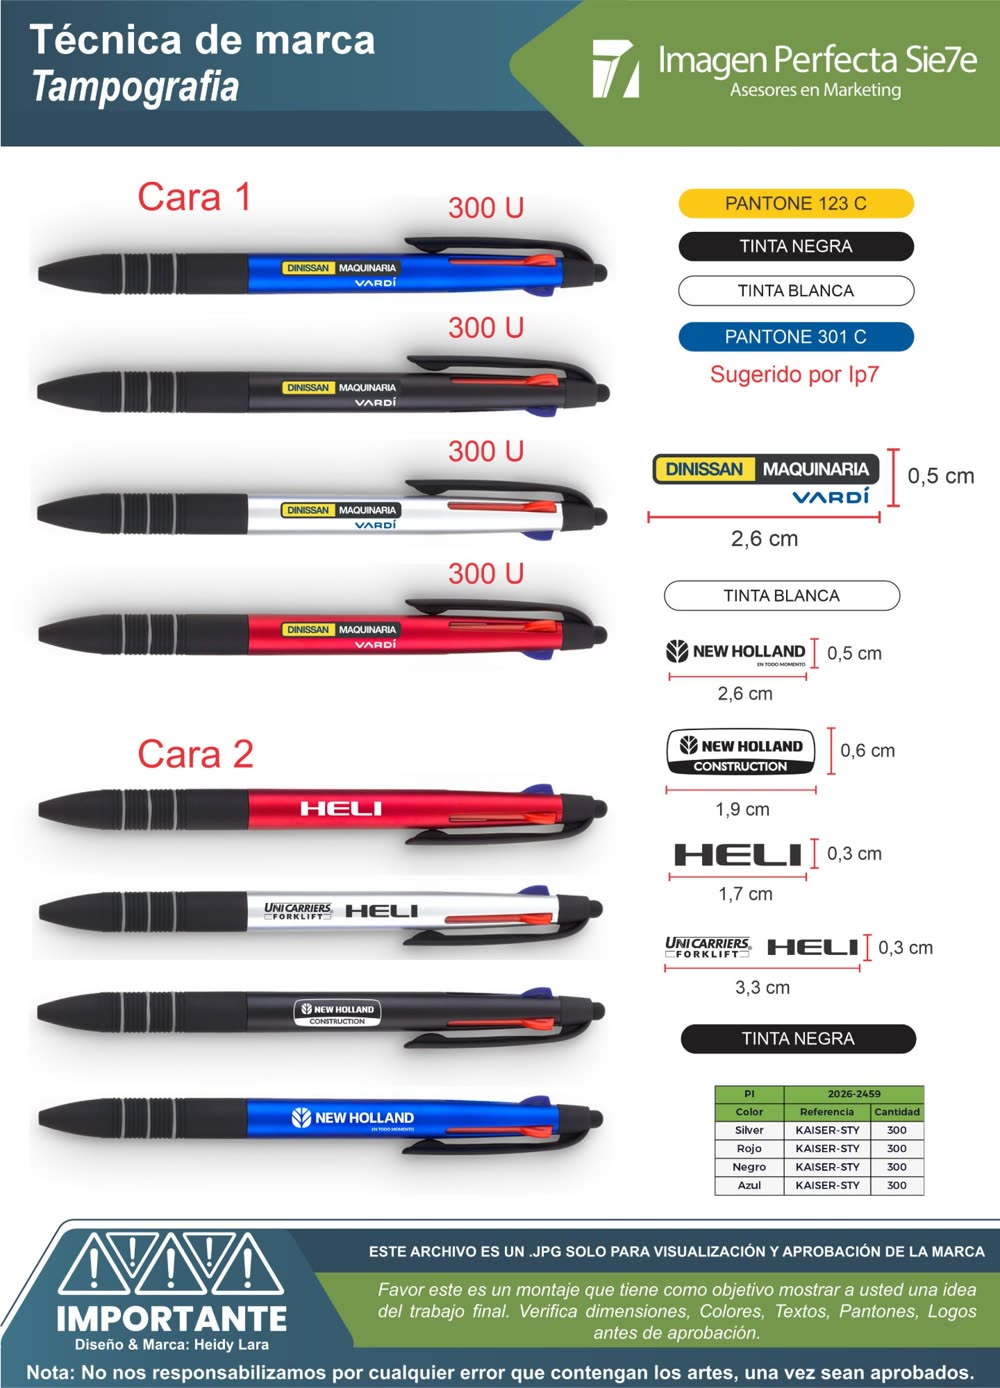 Técnica de marca
Tampografia
Imagen Perfecta Sie7e
Asesores en Marketing
Cara 1
300 U
DINISSAN MAQUINARIA
VARDÍ
300 U
DINISSAN MAQUINARIA
VARDÍ
300 U
DINISSAN MAQUINARIA
VARDÍ
300 U
DINISSAN MAQUINARIA
VARDÍ
PANTONE 123 C
TINTA NEGRA
TINTA BLANCA
PANTONE 301 C
Sugerido por Ip7
DINISSAN MAQUINARIA
VARDÍ
0,5 cm
2,6 cm
TINTA BLANCA
NEW HOLLAND
EN TODO MOMENTO
0,5 cm
2,6 cm
Cara 2
HELI
UNICARRIERS HELI
FORKLIFT
NEW HOLLAND
CONSTRUCTION
NEW HOLLAND
EN TODO MOMENTO
NEW HOLLAND
CONSTRUCTION
0,6 cm
1,9 cm
HELI
0,3 cm
1,7 cm
UNICARRIERS® HELI
FORKLIFT
0,3 cm
3,3 cm
TINTA NEGRA
PI 2026-2459
Color Referencia Cantidad
Silver KAISER-STY 300
Rojo KAISER-STY 300
Negro KAISER-STY 300
Azul KAISER-STY 300
IMPORTANTE
Diseño & Marca: Heidy Lara
ESTE ARCHIVO ES UN .JPG SOLO PARA VISUALIZACIÓN Y APROBACIÓN DE LA MARCA
Favor este es un montaje que tiene como objetivo mostrar a usted una idea
del trabajo final. Verifica dimensiones, Colores, Textos, Pantones, Logos
antes de aprobación.
Nota: No nos responsabilizamos por cualquier error que contengan los artes, una vez sean aprobados.